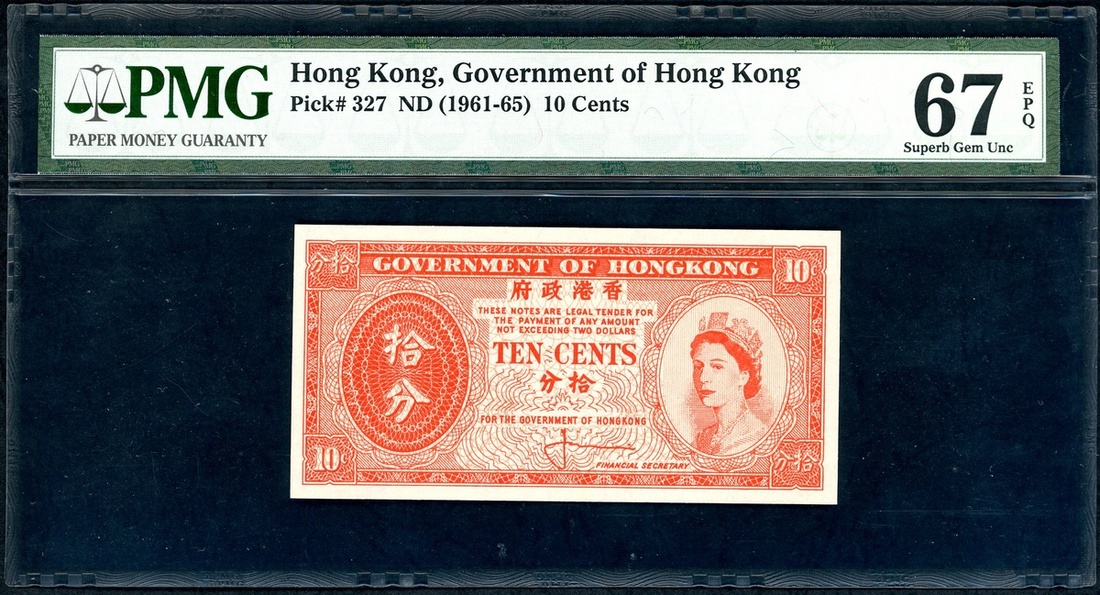 PMG
PAPER MONEY GUARANTY
Hong Kong, Government of Hong Kong
Pick# 327 ND (1961-65) 10 Cents
67
EPQ
Superb Gem Unc
分拾
GOVERNMENT OF HONGKONG
10¢
府政港香
THESE NOTES ARE LEGAL TENDER FOR
THE PAYMENT OF ANY AMOUNT
NOT EXCEEDING TWO DOLLARS
拾
分
TEN CENTS
分拾
FOR THE GOVERNMENT OF HONGKONG
FINANCIAL SECRETARY
10¢
分拾